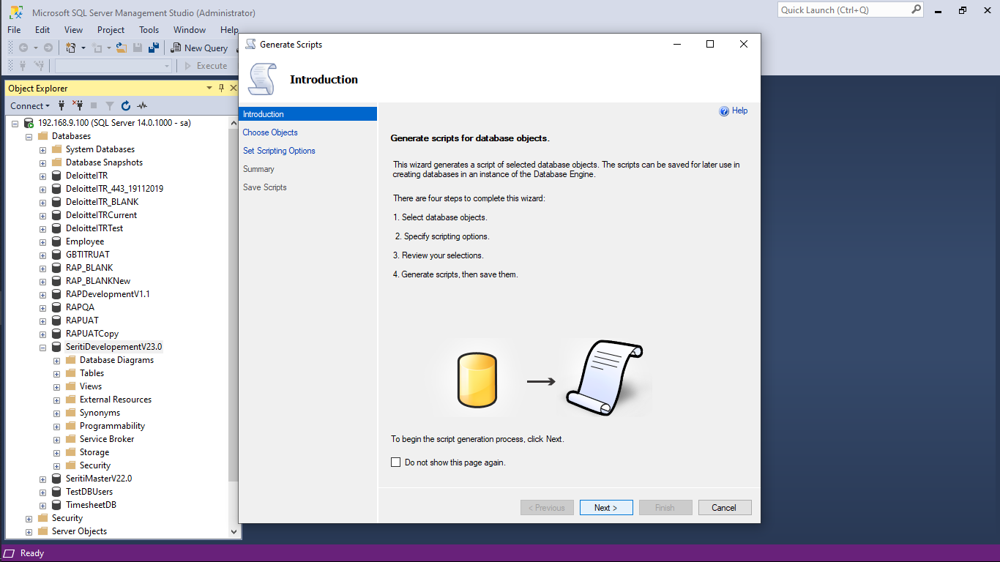 Microsoft SQL Server Management Studio (Administrator)
Quick Launch (Ctrl+Q)
File Edit View Project Tools Window Help
New Query
Execute
Object Explorer
Connect
192.168.9.100 (SQL Server 14.0.1000 - sa)
Databases
System Databases
Database Snapshots
DeloitteITR
DeloitteITR_443_19112019
DeloitteITR_BLANK
DeloitteITRCurrent
DeloitteITRTest
Employee
GBTITRUAT
RAP_BLANK
RAP_BLANKNew
RAPDevelopmentV1.1
RAPQA
RAPUAT
RAPUATCopy
SeritiDevelopementV23.0
Database Diagrams
Tables
Views
External Resources
Synonyms
Programmability
Service Broker
Storage
Security
SeritiMasterV22.0
TestDBUsers
TimesheetDB
Security
Server Objects
Ready
Generate Scripts
Introduction
Introduction
Choose Objects
Set Scripting Options
Summary
Save Scripts
Help
Generate scripts for database objects.
This wizard generates a script of selected database objects. The scripts can be saved for later use in
creating databases in an instance of the Database Engine.
There are four steps to complete this wizard:
1. Select database objects.
2. Specify scripting options.
3. Review your selections.
4. Generate scripts, then save them.
To begin the script generation process, click Next.
Do not show this page again.
< Previous
Next >
Finish
Cancel